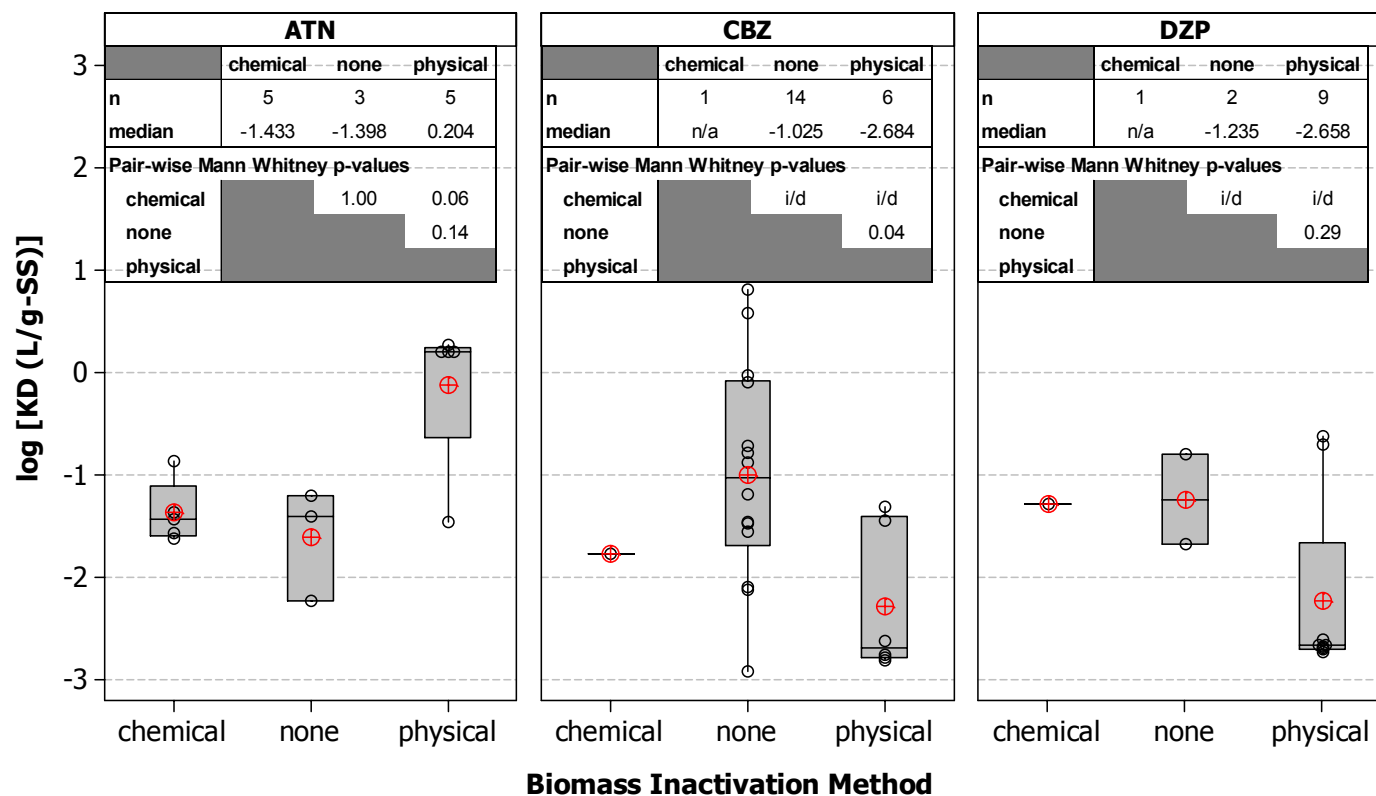 ATN CBZ DZP
chemical none physical chemical none physical chemical none physical
n 5 3 5 n 1 14 6 n 1 2 9
median -1.433 -1.398 0.204 median n/a -1.025 -2.684 median n/a -1.235 -2.658
Pair-wise Mann Whitney p-values Pair-wise Mann Whitney p-values Pair-wise Mann Whitney p-values
chemical 1.00 0.06 chemical i/d i/d chemical i/d i/d
none 0.14 none 0.04 none 0.29
physical physical physical
3
2
1
0
-1
-2
-3
log [KD (L/g-SS)]
chemical none physical chemical none physical chemical none physical
Biomass Inactivation Method